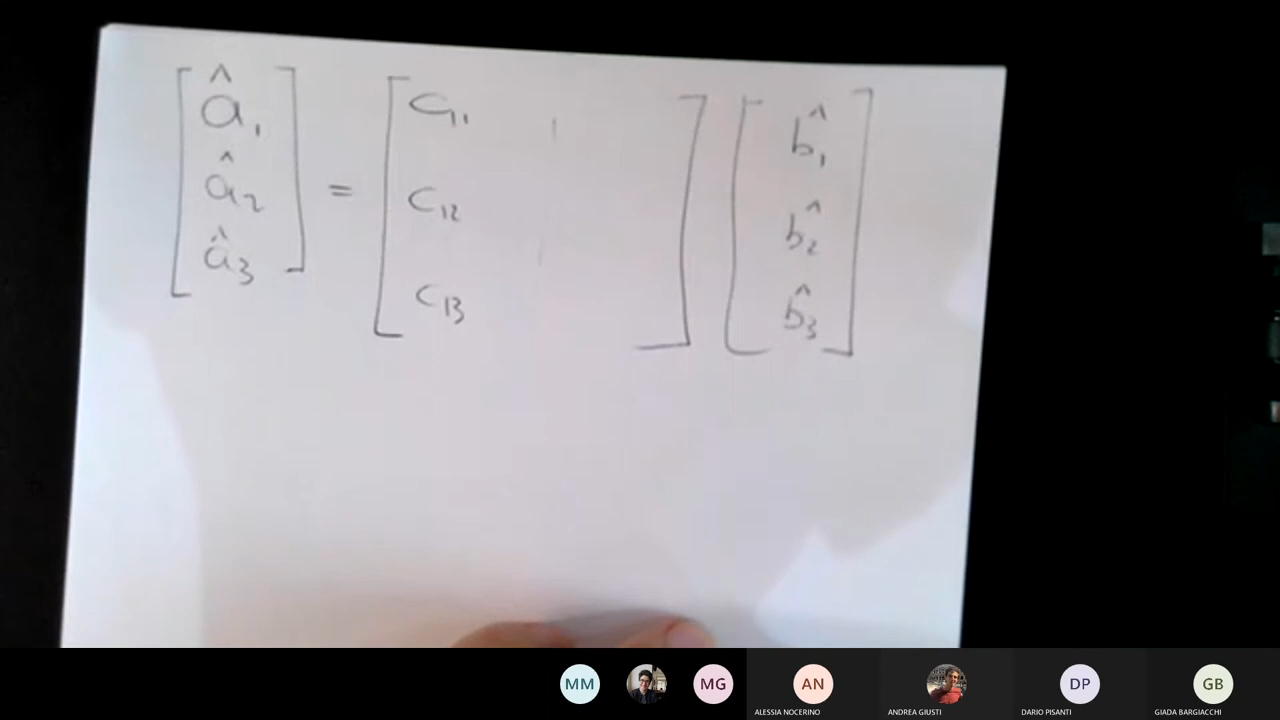 [â₁] = [C₁₁ ] [b̂₁]
[â₂] [C₁₂ ] [b̂₂]
[â₃] [C₁₃ ] [b̂₃]
MM MG AN DP GB
ALESSIA NOCERINO ANDREA GIUSTI DARIO PISANTI GIADA BARGIACCHI